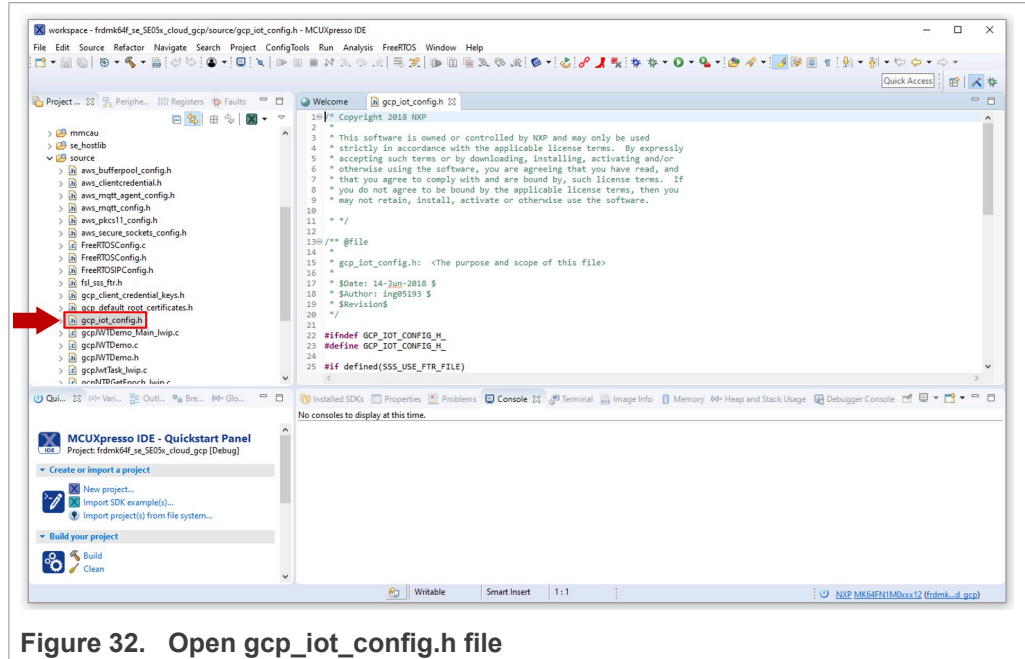 workspace - frdmk64f_se_SE05x_cloud_gcp/source/gcp_iot_config.h - MCUXpresso IDE
File Edit Source Refactor Navigate Search Project ConfigTools Run Analysis FreeRTOS Window Help
Quick Access
Project ... Periphe... Registers Faults
Welcome gcp_iot_config.h
mmcau
se_hostlib
source
aws_bufferpool_config.h
aws_clientcredential.h
aws_mqtt_agent_config.h
aws_mqtt_config.h
aws_pkcs11_config.h
aws_secure_sockets_config.h
FreeRTOSConfig.c
FreeRTOSConfig.h
FreeRTOSIPConfig.h
fsl_sss_ftr.h
gcp_client_credential_keys.h
gcp_default_root_certificates.h
gcp_iot_config.h
gcpJWTDemo_Main_lwip.c
gcpJWTDemo.c
gcpJWTDemo.h
gcpJwtTask_lwip.c
gcpNTPGetEpoch_lwip.c
1 /* Copyright 2018 NXP
2 *
3 * This software is owned or controlled by NXP and may only be used
4 * strictly in accordance with the applicable license terms. By expressly
5 * accepting such terms or by downloading, installing, activating and/or
6 * otherwise using the software, you are agreeing that you have read, and
7 * that you agree to comply with and are bound by, such license terms. If
8 * you do not agree to be bound by the applicable license terms, then you
9 * may not retain, install, activate or otherwise use the software.
10
11 * */
12
13 /** @file
14 *
15 * gcp_iot_config.h: <The purpose and scope of this file>
16 *
17 * $Date: 14-Jun-2018 $
18 * $Author: ing05193 $
19 * $Revision$
20 */
21
22 #ifndef GCP_IOT_CONFIG_H_
23 #define GCP_IOT_CONFIG_H_
24
25 #if defined(SSS_USE_FTR_FILE)
Qui... Vari... Outl... Bre... Glo...
Installed SDKs Properties Problems Console Terminal Image Info Memory Heap and Stack Usage Debugger Console
No consoles to display at this time.
IDE
MCUXpresso IDE - Quickstart Panel
Project: frdmk64f_se_SE05x_cloud_gcp [Debug]
Create or import a project
New project...
Import SDK example(s)...
Import project(s) from file system...
Build your project
Build
Clean
Writable Smart Insert 1 : 1 NXP MK64FN1M0xxx12 (frdmk...d_gcp)
Figure 32. Open gcp_iot_config.h file